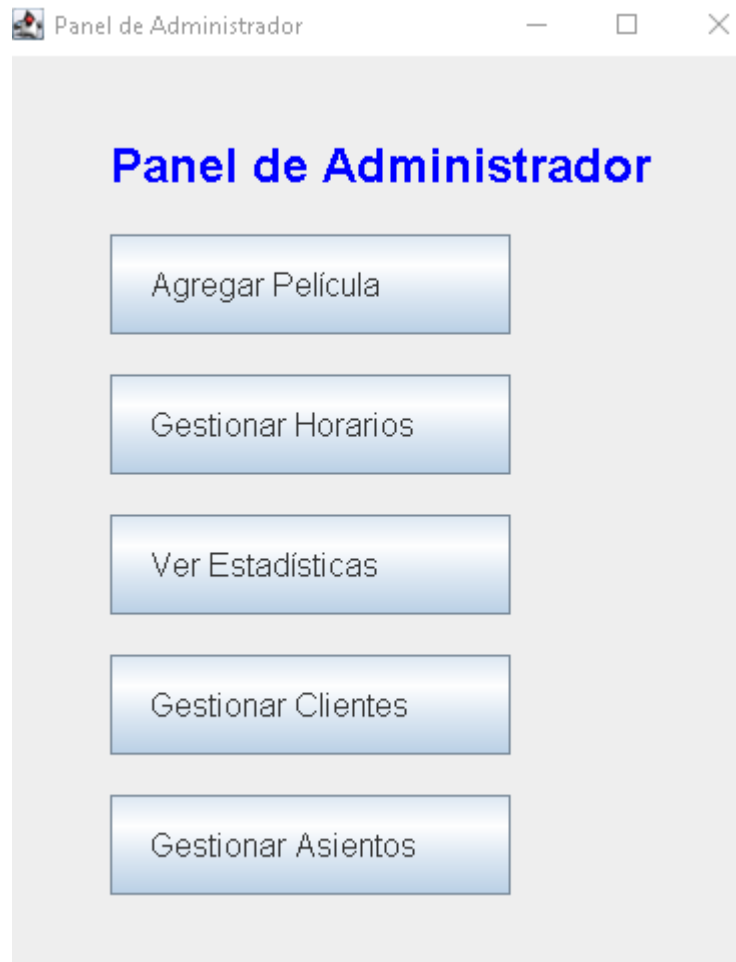 Panel de Administrador
Panel de Administrador
Agregar Película
Gestionar Horarios
Ver Estadísticas
Gestionar Clientes
Gestionar Asientos